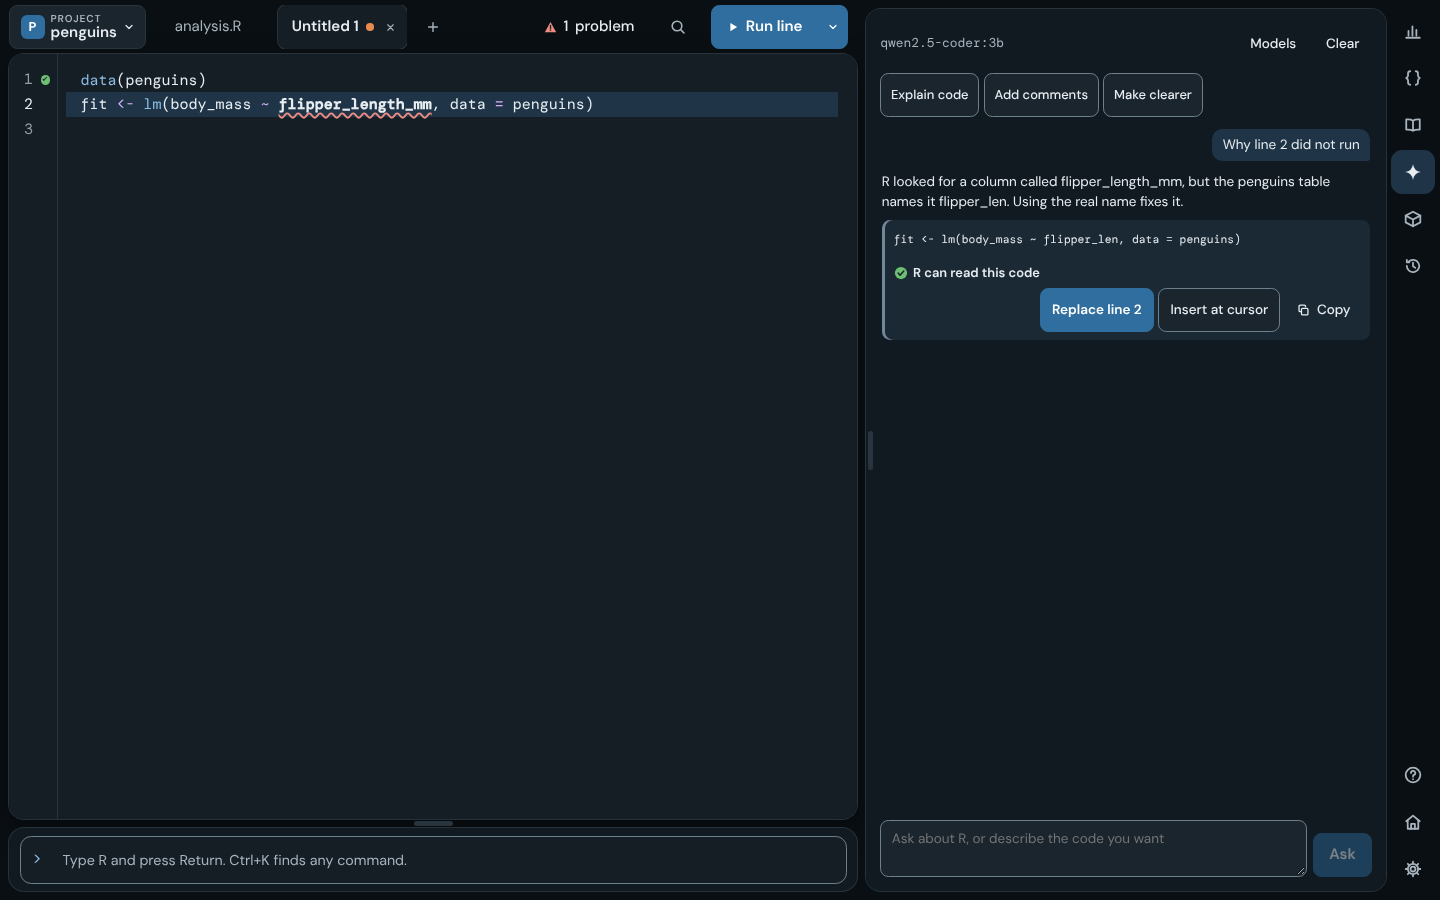 P PROJECT
penguins
analysis.R
Untitled 1
1 problem
Run line
1 data(penguins)
2 fit <- lm(body_mass ~ flipper_length_mm, data = penguins)
3
Type R and press Return. Ctrl+K finds any command.
qwen2.5-coder:3b
Models
Clear
Explain code
Add comments
Make clearer
Why line 2 did not run
R looked for a column called flipper_length_mm, but the penguins table
names it flipper_len. Using the real name fixes it.
fit <- lm(body_mass ~ flipper_len, data = penguins)
R can read this code
Replace line 2
Insert at cursor
Copy
Ask about R, or describe the code you want
Ask